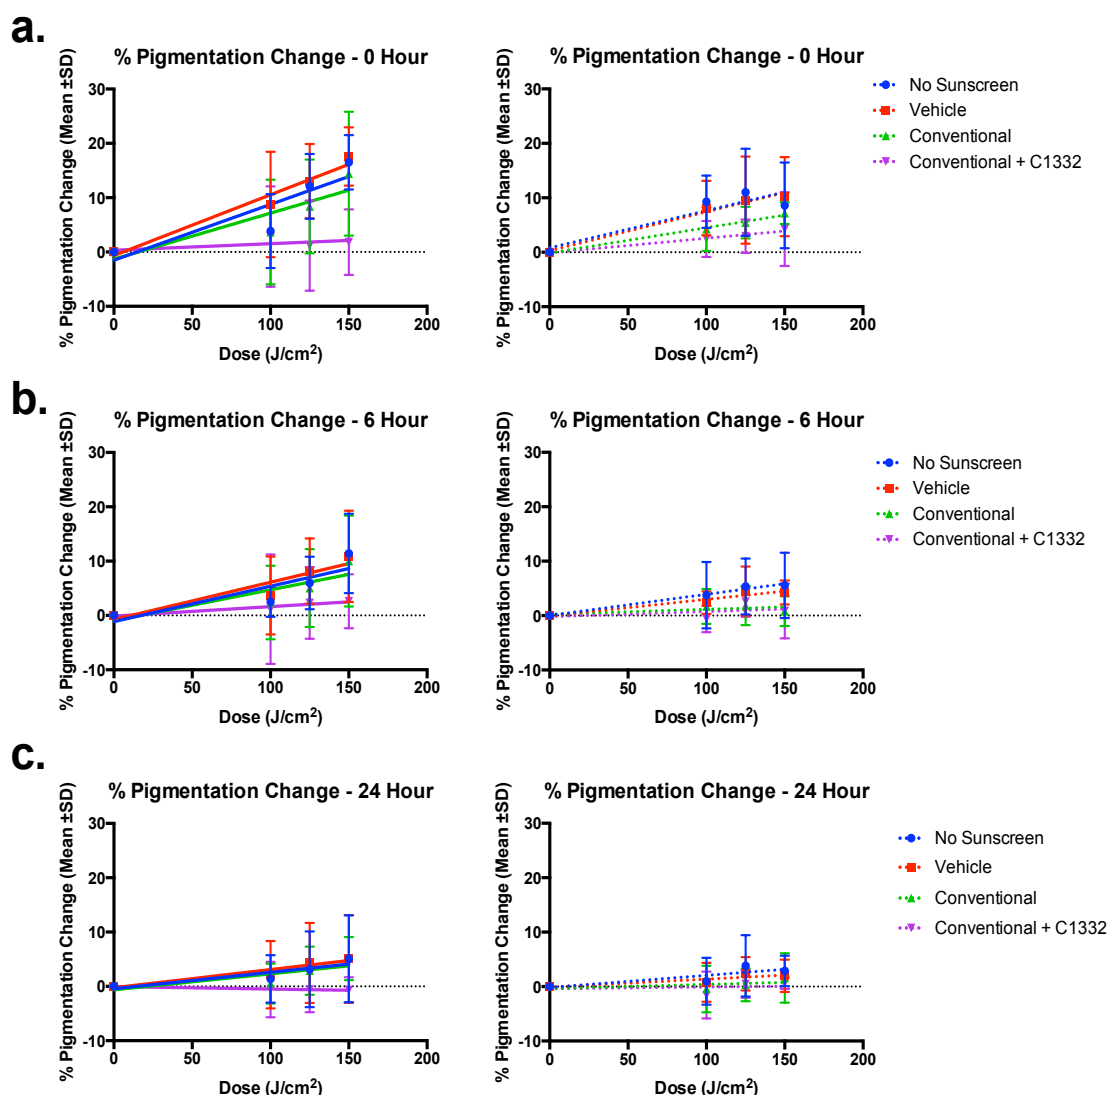 a.
% Pigmentation Change - 0 Hour
% Pigmentation Change (Mean ±SD)
30
20
10
0
-10
0
50
100
150
200
Dose (J/cm²)
% Pigmentation Change - 0 Hour
% Pigmentation Change (Mean ±SD)
30
20
10
0
-10
0
50
100
150
200
Dose (J/cm²)
No Sunscreen
Vehicle
Conventional
Conventional + C1332
b.
% Pigmentation Change - 6 Hour
% Pigmentation Change (Mean ±SD)
30
20
10
0
-10
0
50
100
150
200
Dose (J/cm²)
% Pigmentation Change - 6 Hour
% Pigmentation Change (Mean ±SD)
30
20
10
0
-10
0
50
100
150
200
Dose (J/cm²)
No Sunscreen
Vehicle
Conventional
Conventional + C1332
c.
% Pigmentation Change - 24 Hour
% Pigmentation Change (Mean ±SD)
30
20
10
0
-10
0
50
100
150
200
Dose (J/cm²)
% Pigmentation Change - 24 Hour
% Pigmentation Change (Mean ±SD)
30
20
10
0
-10
0
50
100
150
200
Dose (J/cm²)
No Sunscreen
Vehicle
Conventional
Conventional + C1332